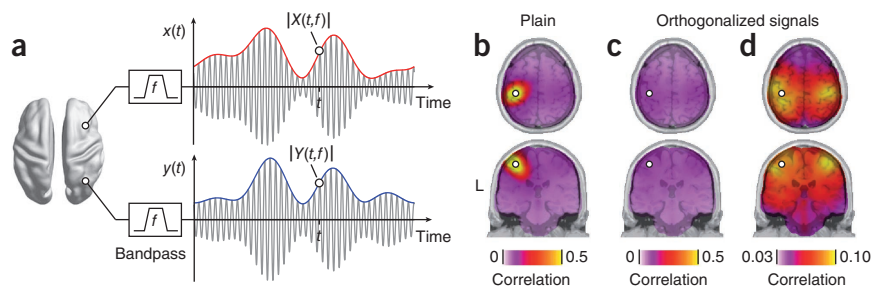 a
x(t)
|X(t,f)|
f
t
Time
y(t)
|Y(t,f)|
f
t
Time
Bandpass
Plain
Orthogonalized signals
b
c
d
L
0 0.5
Correlation
0 0.5
Correlation
0.03 0.10
Correlation